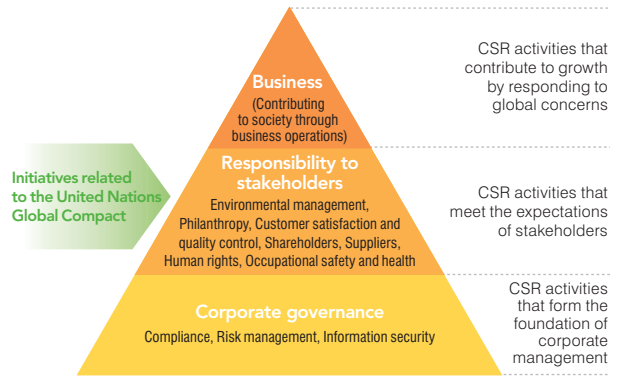 Business
(Contributing
to society through
business operations)
CSR activities that
contribute to growth
by responding to
global concerns
Initiatives related
to the United Nations
Global Compact
Responsibility to
stakeholders
Environmental management,
Philanthropy, Customer satisfaction and
quality control, Shareholders, Suppliers,
Human rights, Occupational safety and health
CSR activities that
meet the expectations
of stakeholders
Corporate governance
Compliance, Risk management, Information security
CSR activities
that form the
foundation of
corporate
management